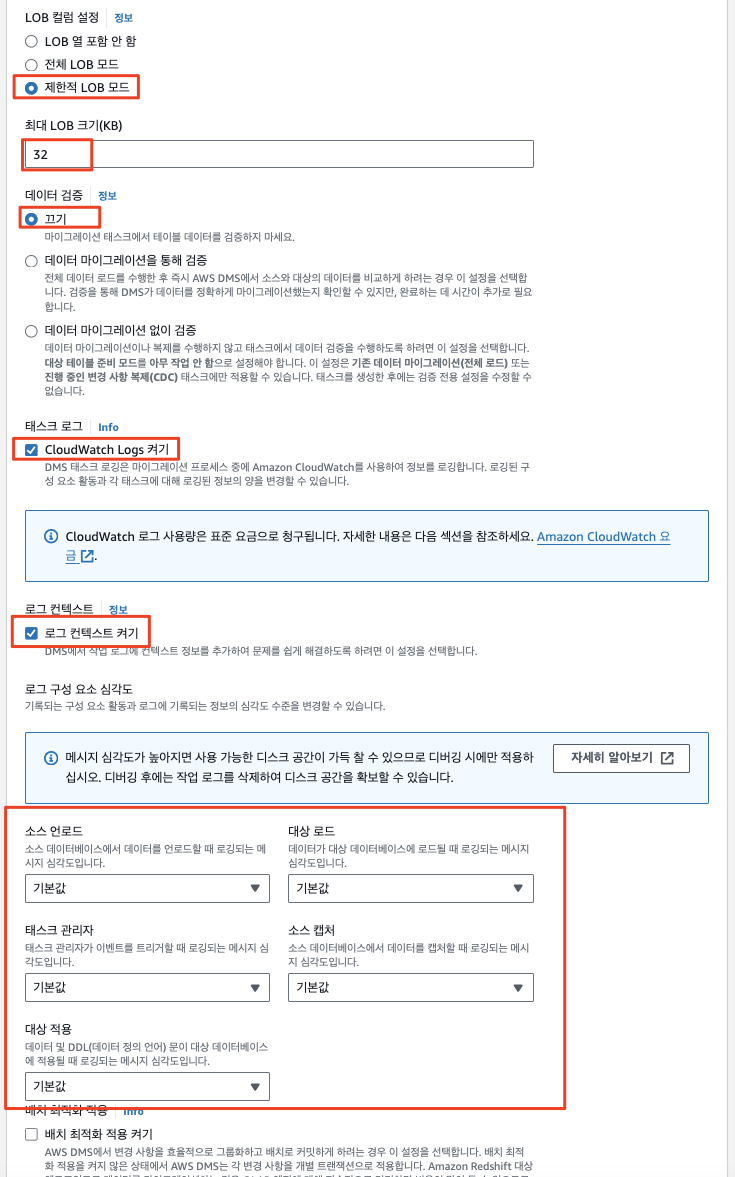 LOB 컬럼 설정 정보
LOB 열 포함 안 함
전체 LOB 모드
제한적 LOB 모드
최대 LOB 크기(KB)
32
데이터 검증 정보
끄기
마이그레이션 태스크에서 테이블 데이터를 검증하지 마세요.
데이터 마이그레이션을 통해 검증
전체 데이터 로드를 수행한 후 즉시 AWS DMS에서 소스와 대상의 데이터를 비교하게 하려는 경우 이 설정을 선택합
니다. 검증을 통해 DMS가 데이터를 정확하게 마이그레이션했는지 확인할 수 있지만, 완료하는 데 시간이 추가로 필요
합니다.
데이터 마이그레이션 없이 검증
데이터 마이그레이션이나 복제를 수행하지 않고 태스크에서 데이터 검증을 수행하도록 하려면 이 설정을 선택합니다.
대상 테이블 준비 모드를 아무 작업 안 함으로 설정해야 합니다. 이 설정은 기존 데이터 마이그레이션(전체 로드) 또는
진행 중인 변경 사항 복제(CDC) 태스크에만 적용할 수 있습니다. 태스크를 생성한 후에는 검증 전용 설정을 수정할 수
없습니다.
태스크 로그 Info
CloudWatch Logs 켜기
DMS 태스크 로깅은 마이그레이션 프로세스 중에 Amazon CloudWatch를 사용하여 정보를 로깅합니다. 로깅된 구
성 요소 활동과 각 태스크에 대해 로깅된 정보의 양을 변경할 수 있습니다.
CloudWatch 로그 사용량은 표준 요금으로 청구됩니다. 자세한 내용은 다음 섹션을 참조하세요. Amazon CloudWatch 요
금.
로그 컨텍스트 정보
로그 컨텍스트 켜기
DMS에서 작업 로그에 컨텍스트 정보를 추가하여 문제를 쉽게 해결하도록 하려면 이 설정을 선택합니다.
로그 구성 요소 심각도
기록되는 구성 요소 활동과 로그에 기록되는 정보의 심각도 수준을 변경할 수 있습니다.
메시지 심각도가 높아지면 사용 가능한 디스크 공간이 가득 찰 수 있으므로 디버깅 시에만 적용하
십시오. 디버깅 후에는 작업 로그를 삭제하여 디스크 공간을 확보할 수 있습니다.
자세히 알아보기
소스 언로드
소스 데이터베이스에서 데이터를 언로드할 때 로깅되는 메
시지 심각도입니다.
기본값
대상 로드
데이터가 대상 데이터베이스에 로드될 때 로깅되는 메시지
심각도입니다.
기본값
태스크 관리자
태스크 관리자가 이벤트를 트리거할 때 로깅되는 메시지 심
각도입니다.
기본값
소스 캡처
소스 데이터베이스에서 데이터를 캡처할 때 로깅되는 메시
지 심각도입니다.
기본값
대상 적용
데이터 및 DDL(데이터 정의 언어) 문이 대상 데이터베이스
에 적용될 때 로깅되는 메시지 심각도입니다.
기본값
배치 최적화 적용 Info
배치 최적화 적용 켜기
AWS DMS에서 변경 사항을 효율적으로 그룹화하고 배치로 커밋하게 하려는 경우 이 설정을 선택합니다. 배치 최적
화 적용을 켜지 않은 상태에서 AWS DMS는 각 변경 사항을 개별 트랜잭션으로 적용합니다. Amazon Redshift 대상